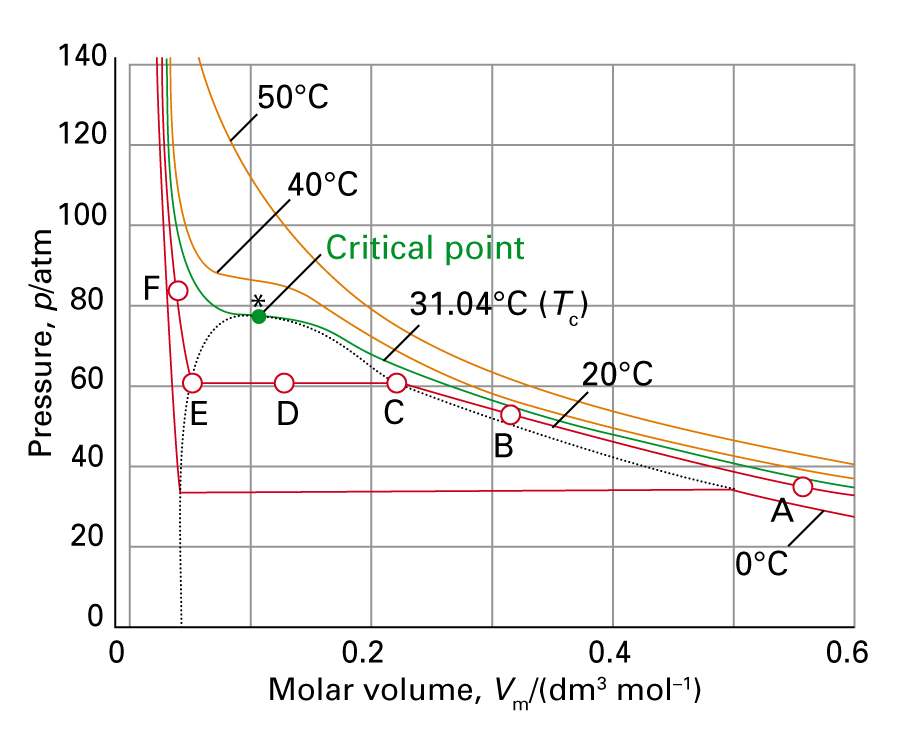 140
120
100
80
60
40
20
0
Pressure, p/atm
50°C
40°C
Critical point
*
31.04°C (Tc)
20°C
0°C
F
E
D
C
B
A
0
0.2
0.4
0.6
Molar volume, Vm/(dm³ mol⁻¹)